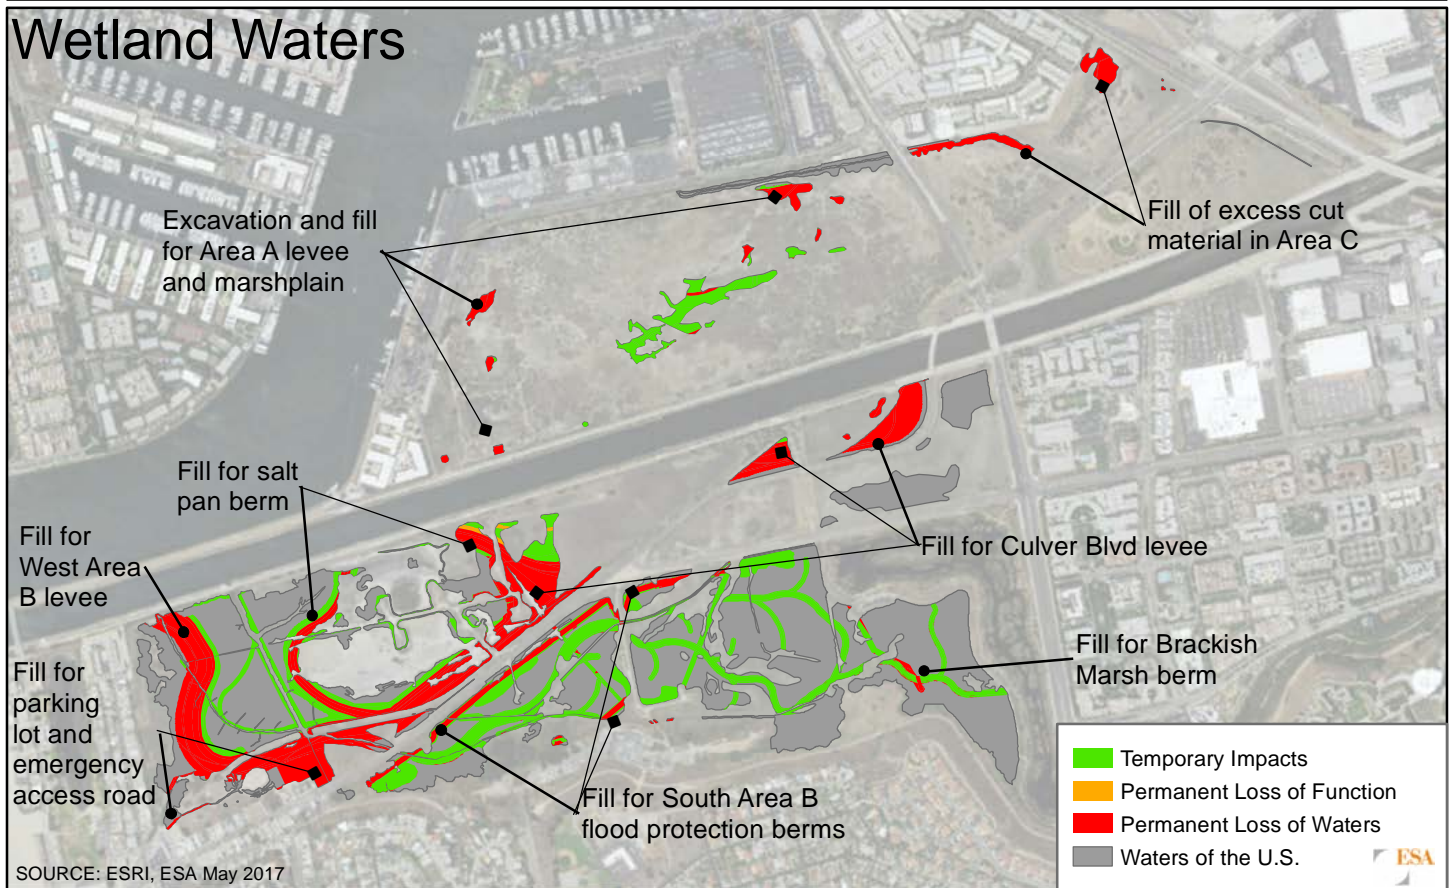 Wetland Waters
Excavation and fill
for Area A levee
and marshplain
Fill of excess cut
material in Area C
Fill for salt
pan berm
Fill for
West Area
B levee
Fill for Culver Blvd levee
Fill for
parking
lot and
emergency
access road
Fill for Brackish
Marsh berm
Fill for South Area B
flood protection berms
Temporary Impacts
Permanent Loss of Function
Permanent Loss of Waters
Waters of the U.S.
ESA
SOURCE: ESRI, ESA May 2017